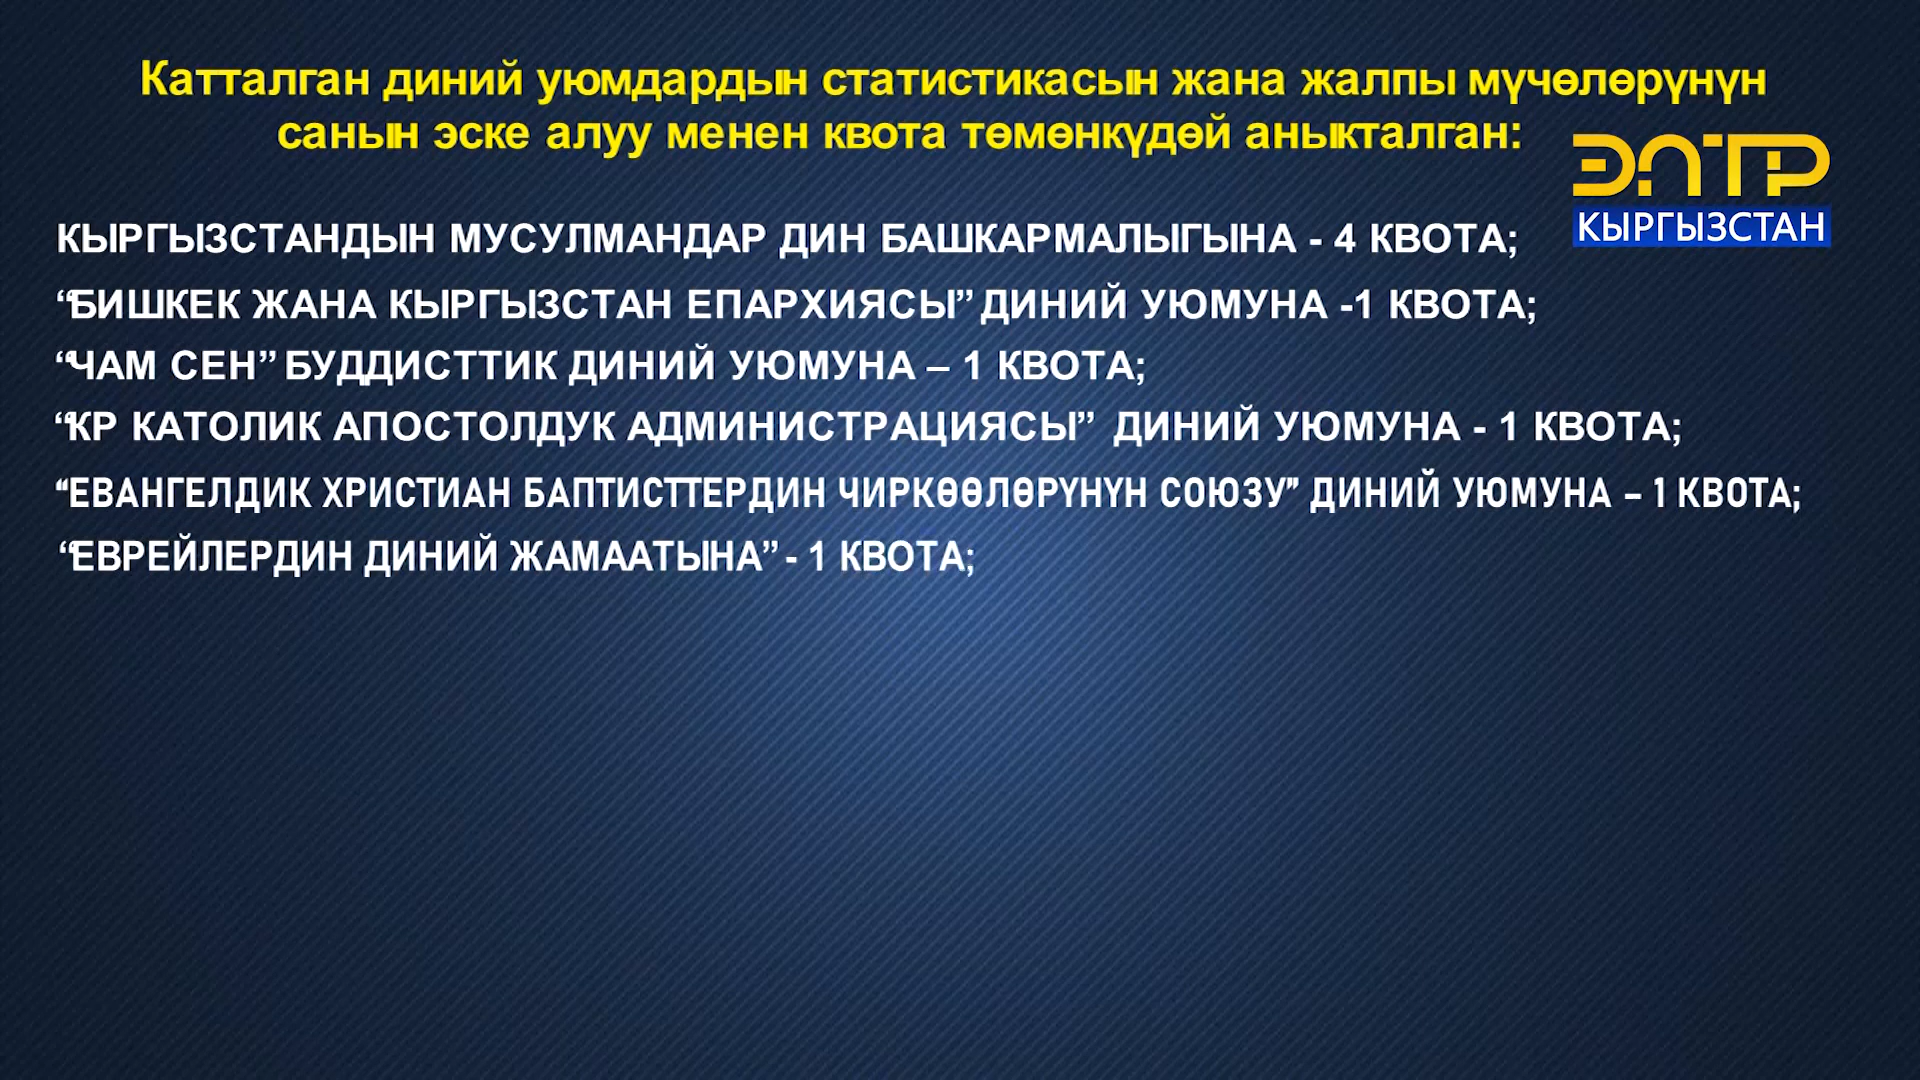 Катталган диний уюмдардын статистикасын жана жалпы мүчөлөрүнүн
санын эске алуу менен квота төмөнкүдөй аныкталган:
ЭЛТР
КЫРГЫЗСТАН
КЫРГЫЗСТАНДЫН МУСУЛМАНДАР ДИН БАШКАРМАЛЫГЫНА - 4 КВОТА;
“БИШКЕК ЖАНА КЫРГЫЗСТАН ЕПАРХИЯСЫ” ДИНИЙ УЮМУНА -1 КВОТА;
“ЧАМ СЕН” БУДДИСТТИК ДИНИЙ УЮМУНА – 1 КВОТА;
“КР КАТОЛИК АПОСТОЛДУК АДМИНИСТРАЦИЯСЫ” ДИНИЙ УЮМУНА - 1 КВОТА;
“ЕВАНГЕЛДИК ХРИСТИАН БАПТИСТТЕРДИН ЧИРКӨӨЛӨРҮНҮН СОЮЗУ” ДИНИЙ УЮМУНА – 1 КВОТА;
“ЕВРЕЙЛЕРДИН ДИНИЙ ЖАМААТЫНА” - 1 КВОТА;